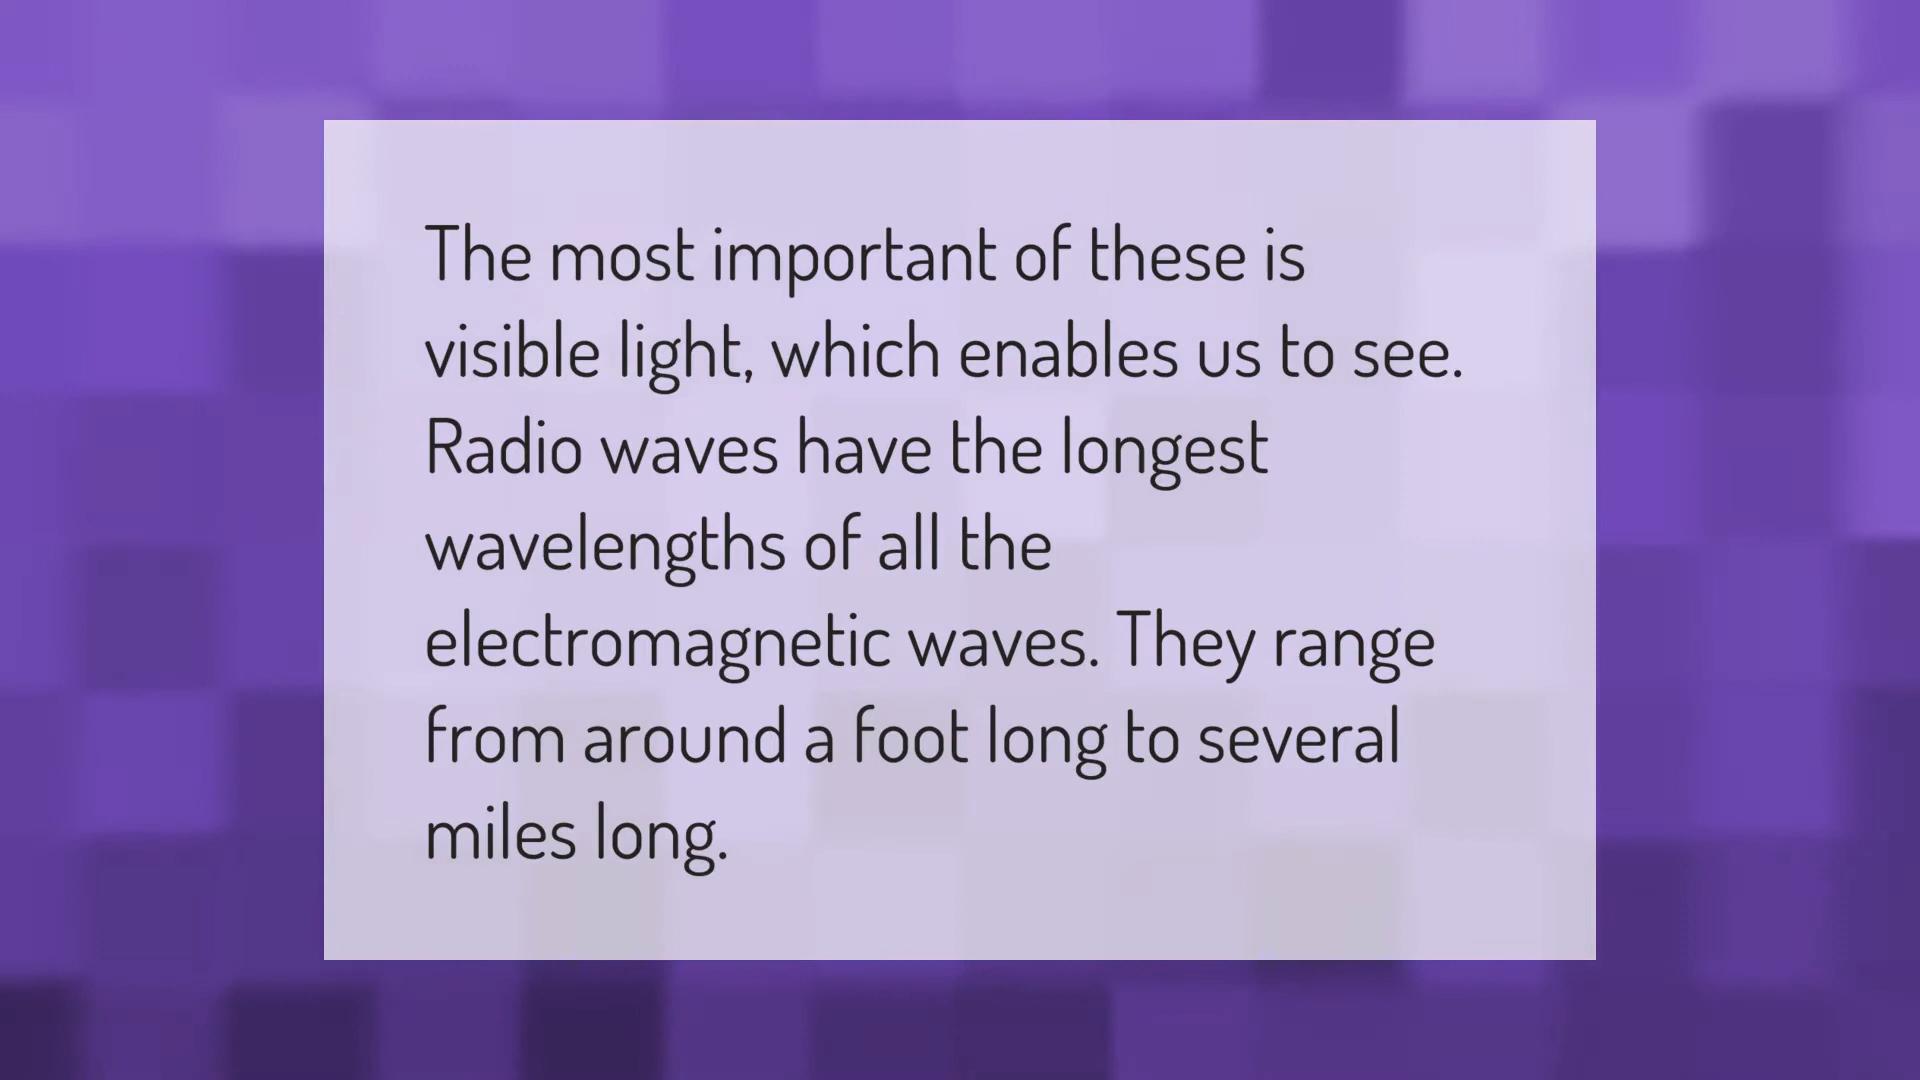 The most important of these is
visible light, which enables us to see.
Radio waves have the longest
wavelengths of all the
electromagnetic waves. They range
from around a foot long to several
miles long.